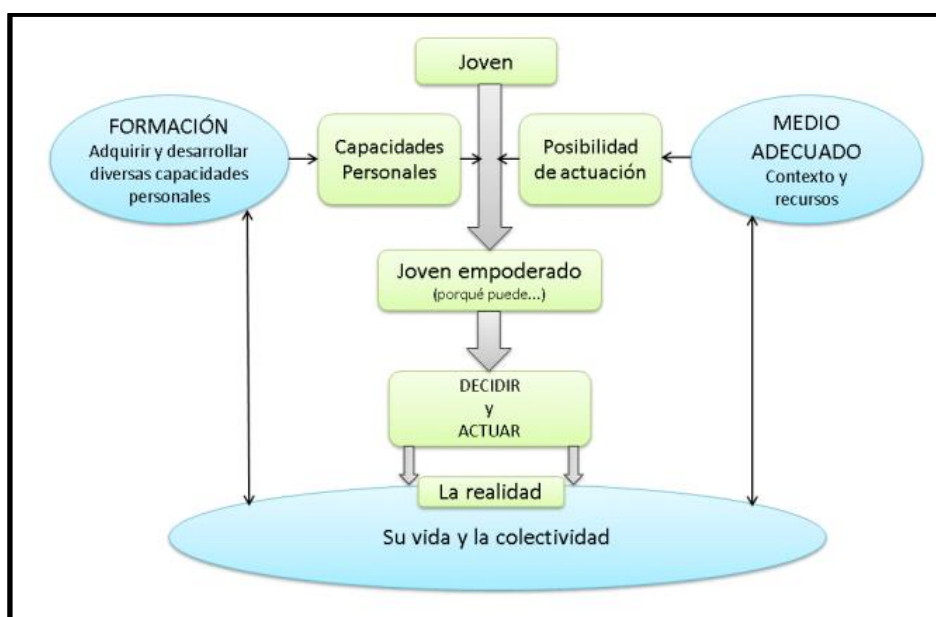 Joven
FORMACIÓN
Adquirir y desarrollar
diversas capacidades
personales
Capacidades
Personales
Posibilidad
de actuación
MEDIO
ADECUADO
Contexto y
recursos
Joven empoderado
(porqué puede...)
DECIDIR
y
ACTUAR
La realidad
Su vida y la colectividad